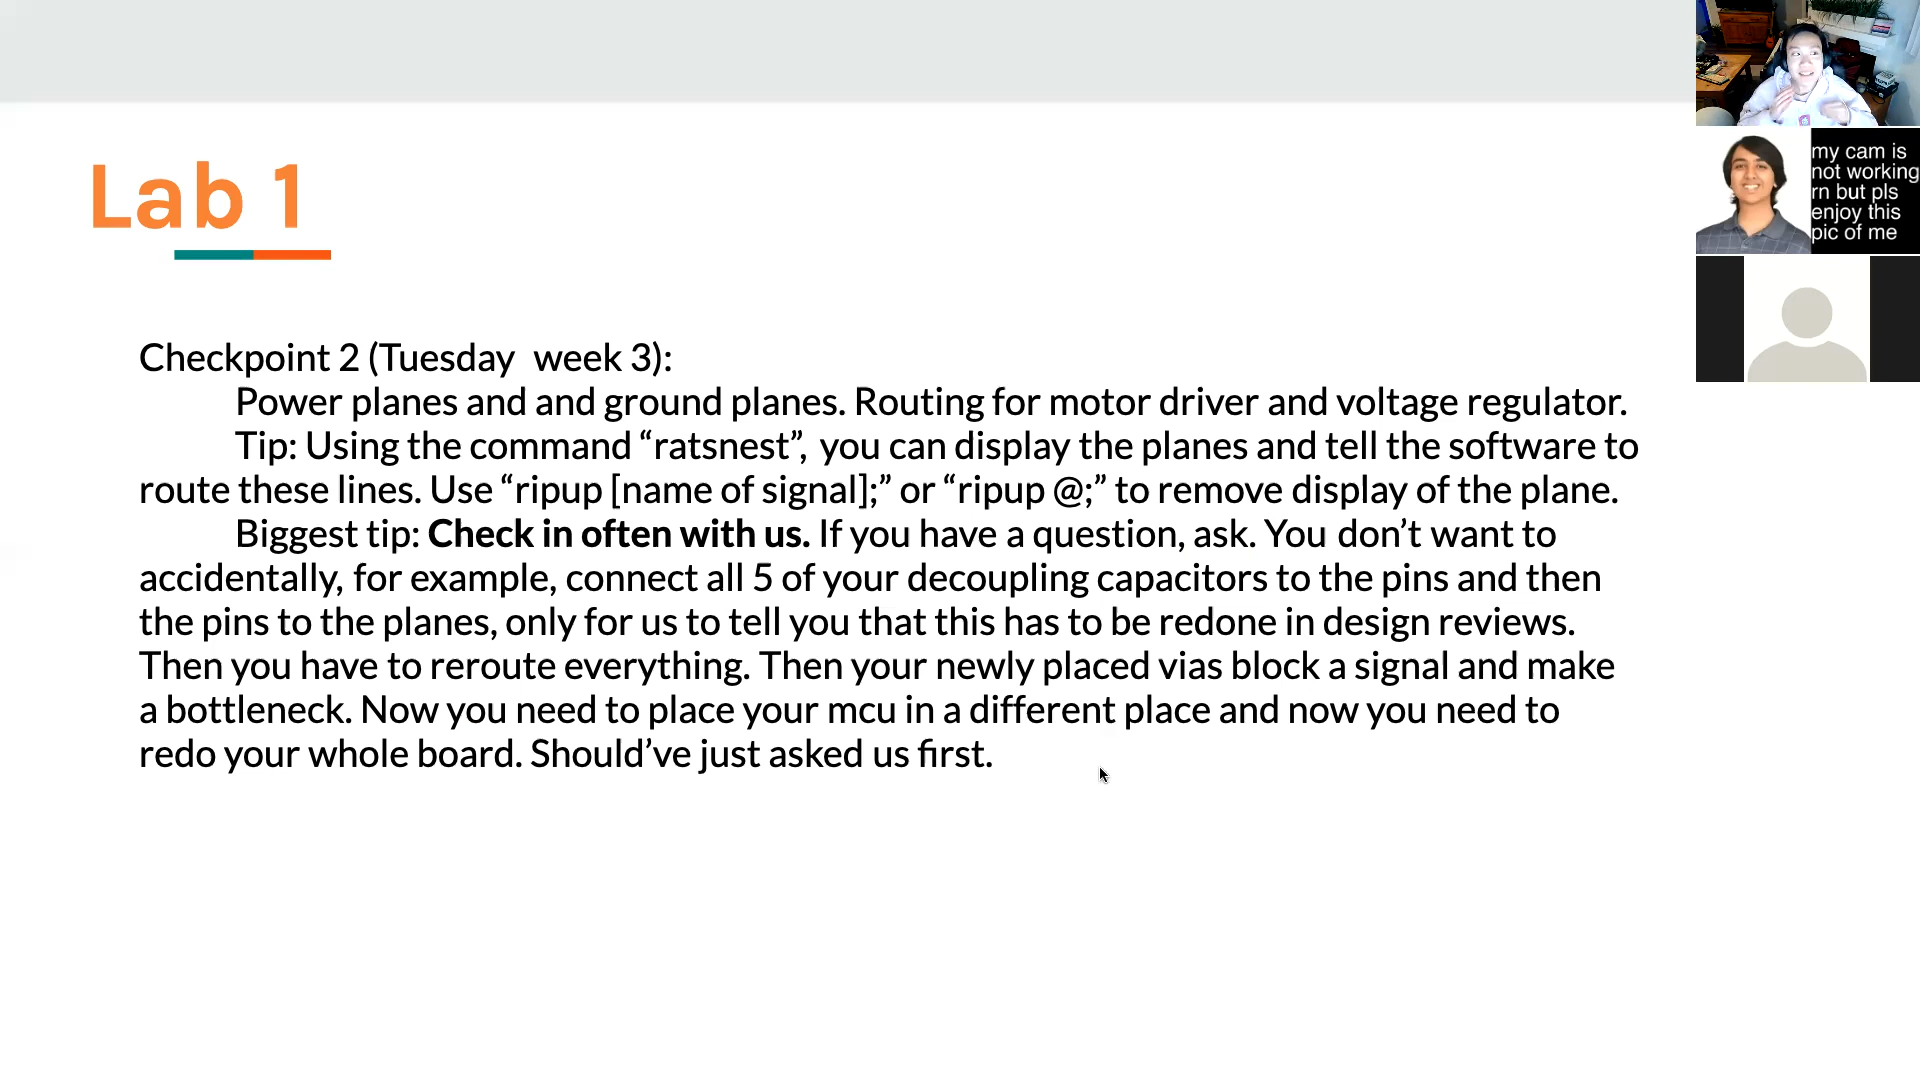 Lab 1
Checkpoint 2 (Tuesday  week 3):
Power planes and and ground planes. Routing for motor driver and voltage regulator.
Tip: Using the command “ratsnest”,  you can display the planes and tell the software to
route these lines. Use “ripup [name of signal];” or “ripup @;” to remove display of the plane.
Biggest tip: Check in often with us. If you have a question, ask. You don’t want to
accidentally, for example, connect all 5 of your decoupling capacitors to the pins and then
the pins to the planes, only for us to tell you that this has to be redone in design reviews.
Then you have to reroute everything. Then your newly placed vias block a signal and make
a bottleneck. Now you need to place your mcu in a different place and now you need to
redo your whole board. Should’ve just asked us first.
my cam is
not working
rn but pls
enjoy this
pic of me